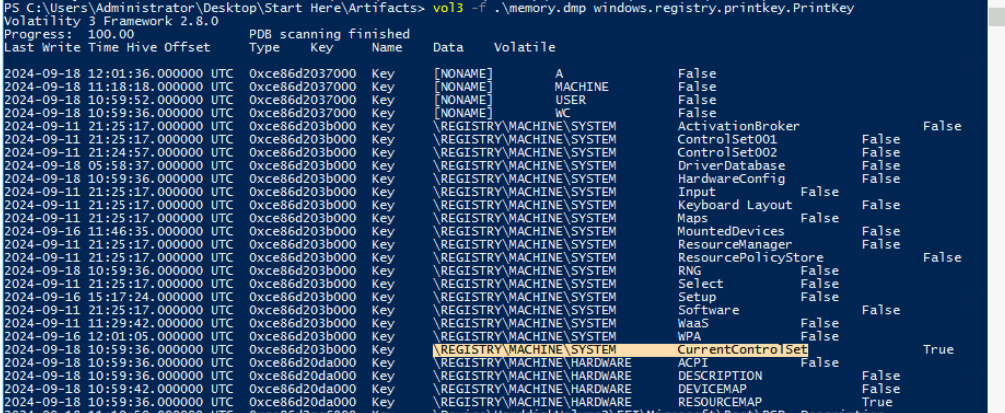 PS C:\Users\Administrator\Desktop\Start Here\Artifacts> vol3 -f .\memory.dmp windows.registry.printkey.PrintKey
Volatility 3 Framework 2.8.0
Progress:  100.00               PDB scanning finished
Last Write Time Hive Offset     Type    Key     Name    Data    Volatile
2024-09-18 12:01:36.000000 UTC  0xce86d2037000  Key     [NONAME]        A               False
2024-09-18 11:18:18.000000 UTC  0xce86d2037000  Key     [NONAME]        MACHINE         False
2024-09-18 10:59:52.000000 UTC  0xce86d2037000  Key     [NONAME]        USER            False
2024-09-18 10:59:36.000000 UTC  0xce86d2037000  Key     [NONAME]        WC              False
2024-09-11 21:25:17.000000 UTC  0xce86d203b000  Key     \REGISTRY\MACHINE\SYSTEM        ActivationBroker                False
2024-09-11 21:25:17.000000 UTC  0xce86d203b000  Key     \REGISTRY\MACHINE\SYSTEM        ControlSet001           False
2024-09-11 21:24:57.000000 UTC  0xce86d203b000  Key     \REGISTRY\MACHINE\SYSTEM        ControlSet002           False
2024-09-18 05:58:37.000000 UTC  0xce86d203b000  Key     \REGISTRY\MACHINE\SYSTEM        DriverDatabase          False
2024-09-18 10:59:36.000000 UTC  0xce86d203b000  Key     \REGISTRY\MACHINE\SYSTEM        HardwareConfig          False
2024-09-11 21:25:17.000000 UTC  0xce86d203b000  Key     \REGISTRY\MACHINE\SYSTEM        Input           False
2024-09-11 21:25:17.000000 UTC  0xce86d203b000  Key     \REGISTRY\MACHINE\SYSTEM        Keyboard Layout         False
2024-09-11 21:25:17.000000 UTC  0xce86d203b000  Key     \REGISTRY\MACHINE\SYSTEM        Maps            False
2024-09-16 11:46:35.000000 UTC  0xce86d203b000  Key     \REGISTRY\MACHINE\SYSTEM        MountedDevices          False
2024-09-11 21:25:17.000000 UTC  0xce86d203b000  Key     \REGISTRY\MACHINE\SYSTEM        ResourceManager         False
2024-09-11 21:25:17.000000 UTC  0xce86d203b000  Key     \REGISTRY\MACHINE\SYSTEM        ResourcePolicyStore             False
2024-09-18 10:59:36.000000 UTC  0xce86d203b000  Key     \REGISTRY\MACHINE\SYSTEM        RNG             False
2024-09-11 21:25:17.000000 UTC  0xce86d203b000  Key     \REGISTRY\MACHINE\SYSTEM        Select          False
2024-09-16 15:17:24.000000 UTC  0xce86d203b000  Key     \REGISTRY\MACHINE\SYSTEM        Setup           False
2024-09-11 21:25:17.000000 UTC  0xce86d203b000  Key     \REGISTRY\MACHINE\SYSTEM        Software                False
2024-09-11 11:29:42.000000 UTC  0xce86d203b000  Key     \REGISTRY\MACHINE\SYSTEM        WaaS            False
2024-09-16 12:01:05.000000 UTC  0xce86d203b000  Key     \REGISTRY\MACHINE\SYSTEM        WPA             False
2024-09-18 10:59:36.000000 UTC  0xce86d203b000  Key     \REGISTRY\MACHINE\SYSTEM        CurrentControlSet               True
2024-09-18 10:59:36.000000 UTC  0xce86d20da000  Key     \REGISTRY\MACHINE\HARDWARE      ACPI            False
2024-09-18 10:59:36.000000 UTC  0xce86d20da000  Key     \REGISTRY\MACHINE\HARDWARE      DESCRIPTION             False
2024-09-18 10:59:42.000000 UTC  0xce86d20da000  Key     \REGISTRY\MACHINE\HARDWARE      DEVICEMAP               False
2024-09-18 10:59:36.000000 UTC  0xce86d20da000  Key     \REGISTRY\MACHINE\HARDWARE      RESOURCEMAP             True